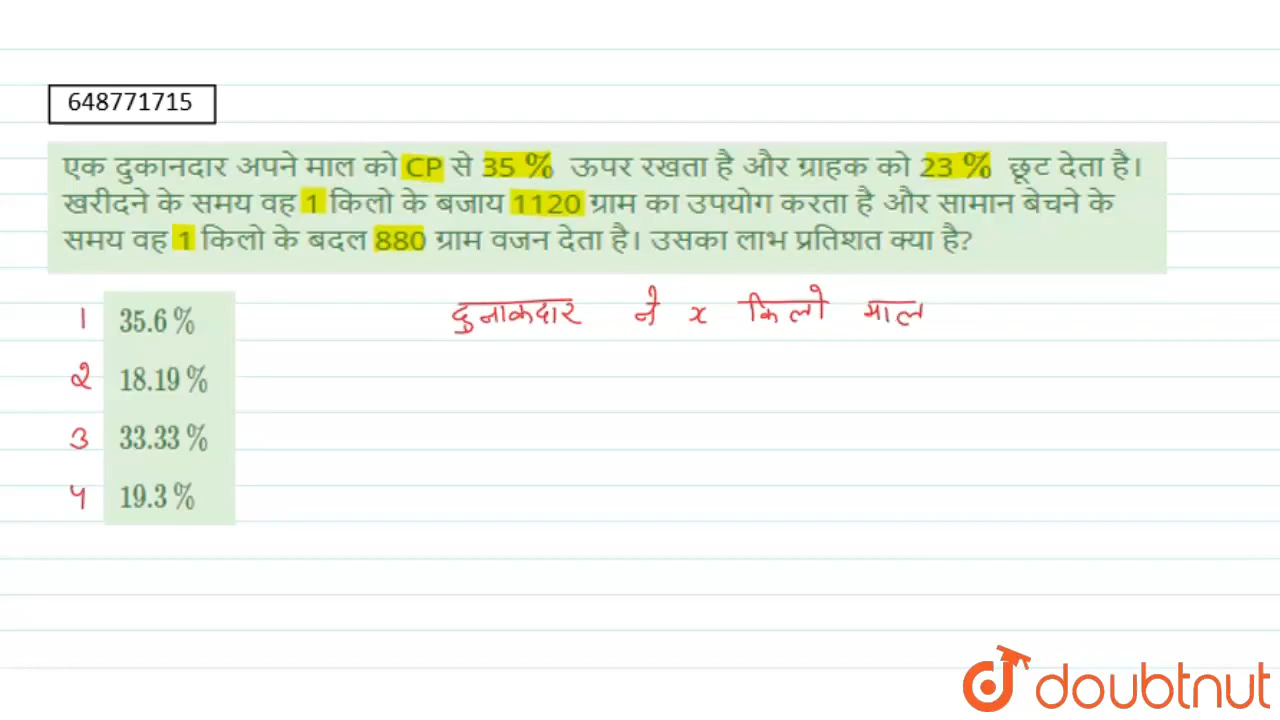 648771715
एक दुकानदार अपने माल को CP से 35 % ऊपर रखता है और ग्राहक को 23 % छूट देता है।
खरीदने के समय वह 1 किलो के बजाय 1120 ग्राम का उपयोग करता है और सामान बेचने के
समय वह 1 किलो के बदल 880 ग्राम वजन देता है। उसका लाभ प्रतिशत क्या है?
1 35.6 % दुनाकदार ने x किलो माल
२ 18.19 %
3 33.33 %
4 19.3 %
doubtnut